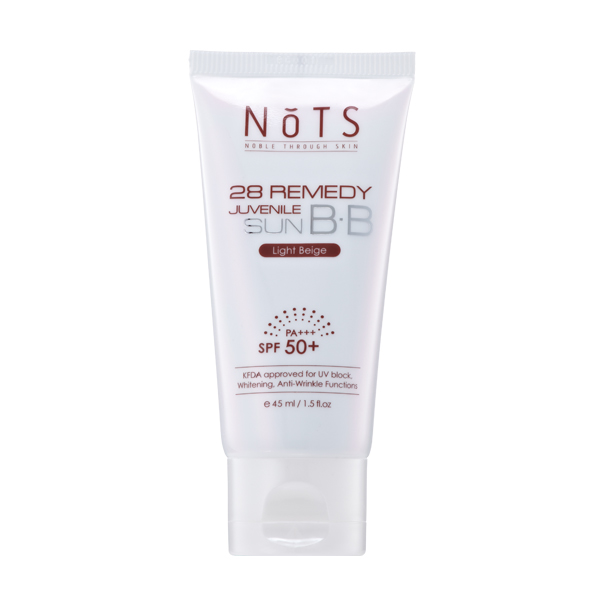 NŏTS
NOBLE THROUGH SKIN
28 REMEDY
JUVENILE
SUN B·B
Light Beige
PA+++
SPF 50+
KFDA approved for UV block,
Whitening, Anti-Wrinkle Functions
e 45 ml / 1.5 fl.oz